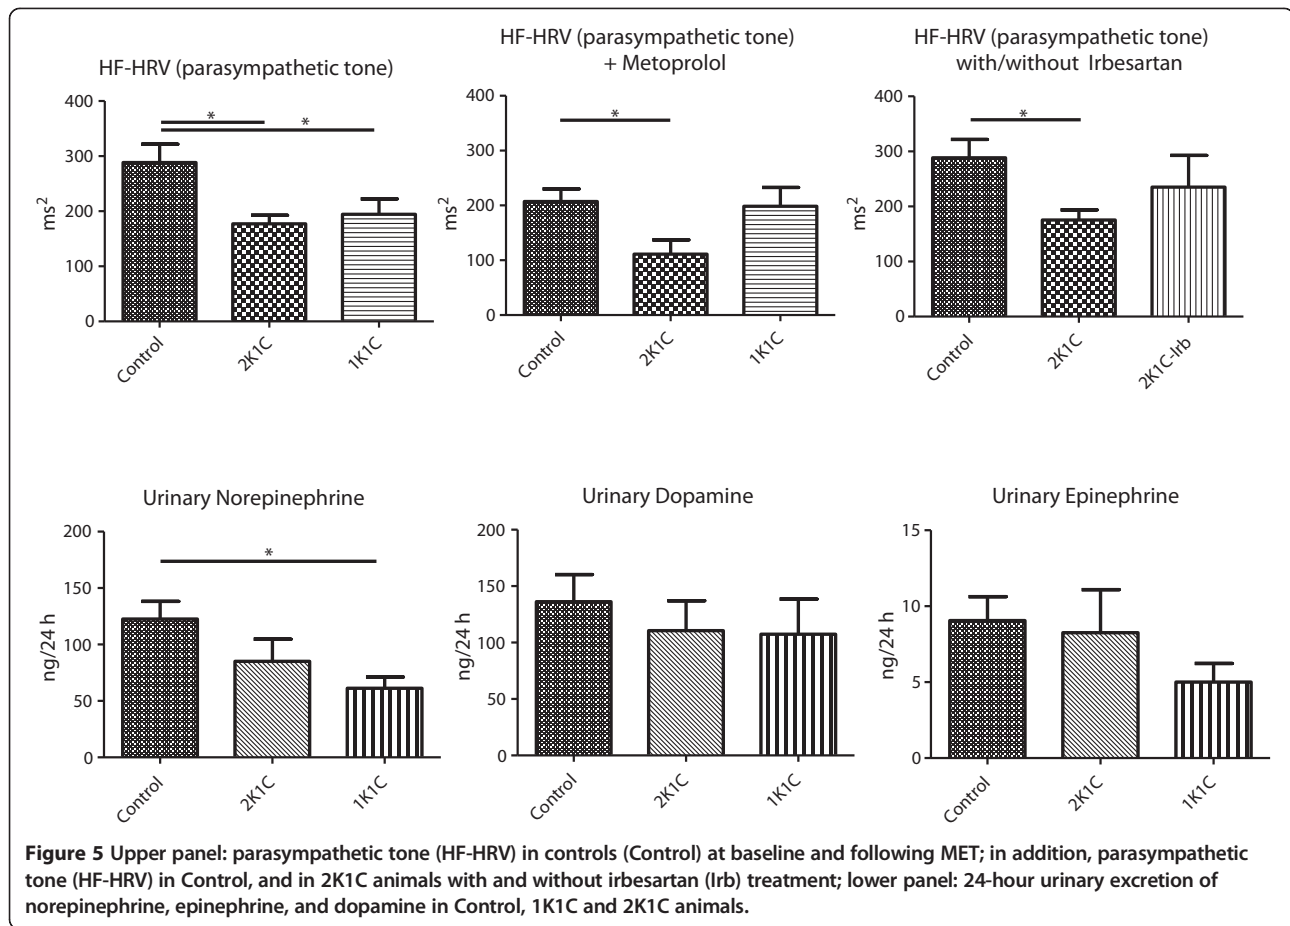 HF-HRV (parasympathetic tone)
*
*
400
300
200
100
0
ms²
Control
2K1C
1K1C
HF-HRV (parasympathetic tone)
+ Metoprolol
*
400
300
200
100
0
ms²
Control
2K1C
1K1C
HF-HRV (parasympathetic tone)
with/without Irbesartan
*
400
300
200
100
0
ms²
Control
2K1C
2K1C-Irb
Urinary Norepinephrine
*
200
150
100
50
0
ng/24 h
Control
2K1C
1K1C
Urinary Dopamine
200
150
100
50
0
ng/24 h
Control
2K1C
1K1C
Urinary Epinephrine
15
10
5
0
ng/24 h
Control
2K1C
1K1C
Figure 5 Upper panel: parasympathetic tone (HF-HRV) in controls (Control) at baseline and following MET; in addition, parasympathetic
tone (HF-HRV) in Control, and in 2K1C animals with and without irbesartan (Irb) treatment; lower panel: 24-hour urinary excretion of
norepinephrine, epinephrine, and dopamine in Control, 1K1C and 2K1C animals.